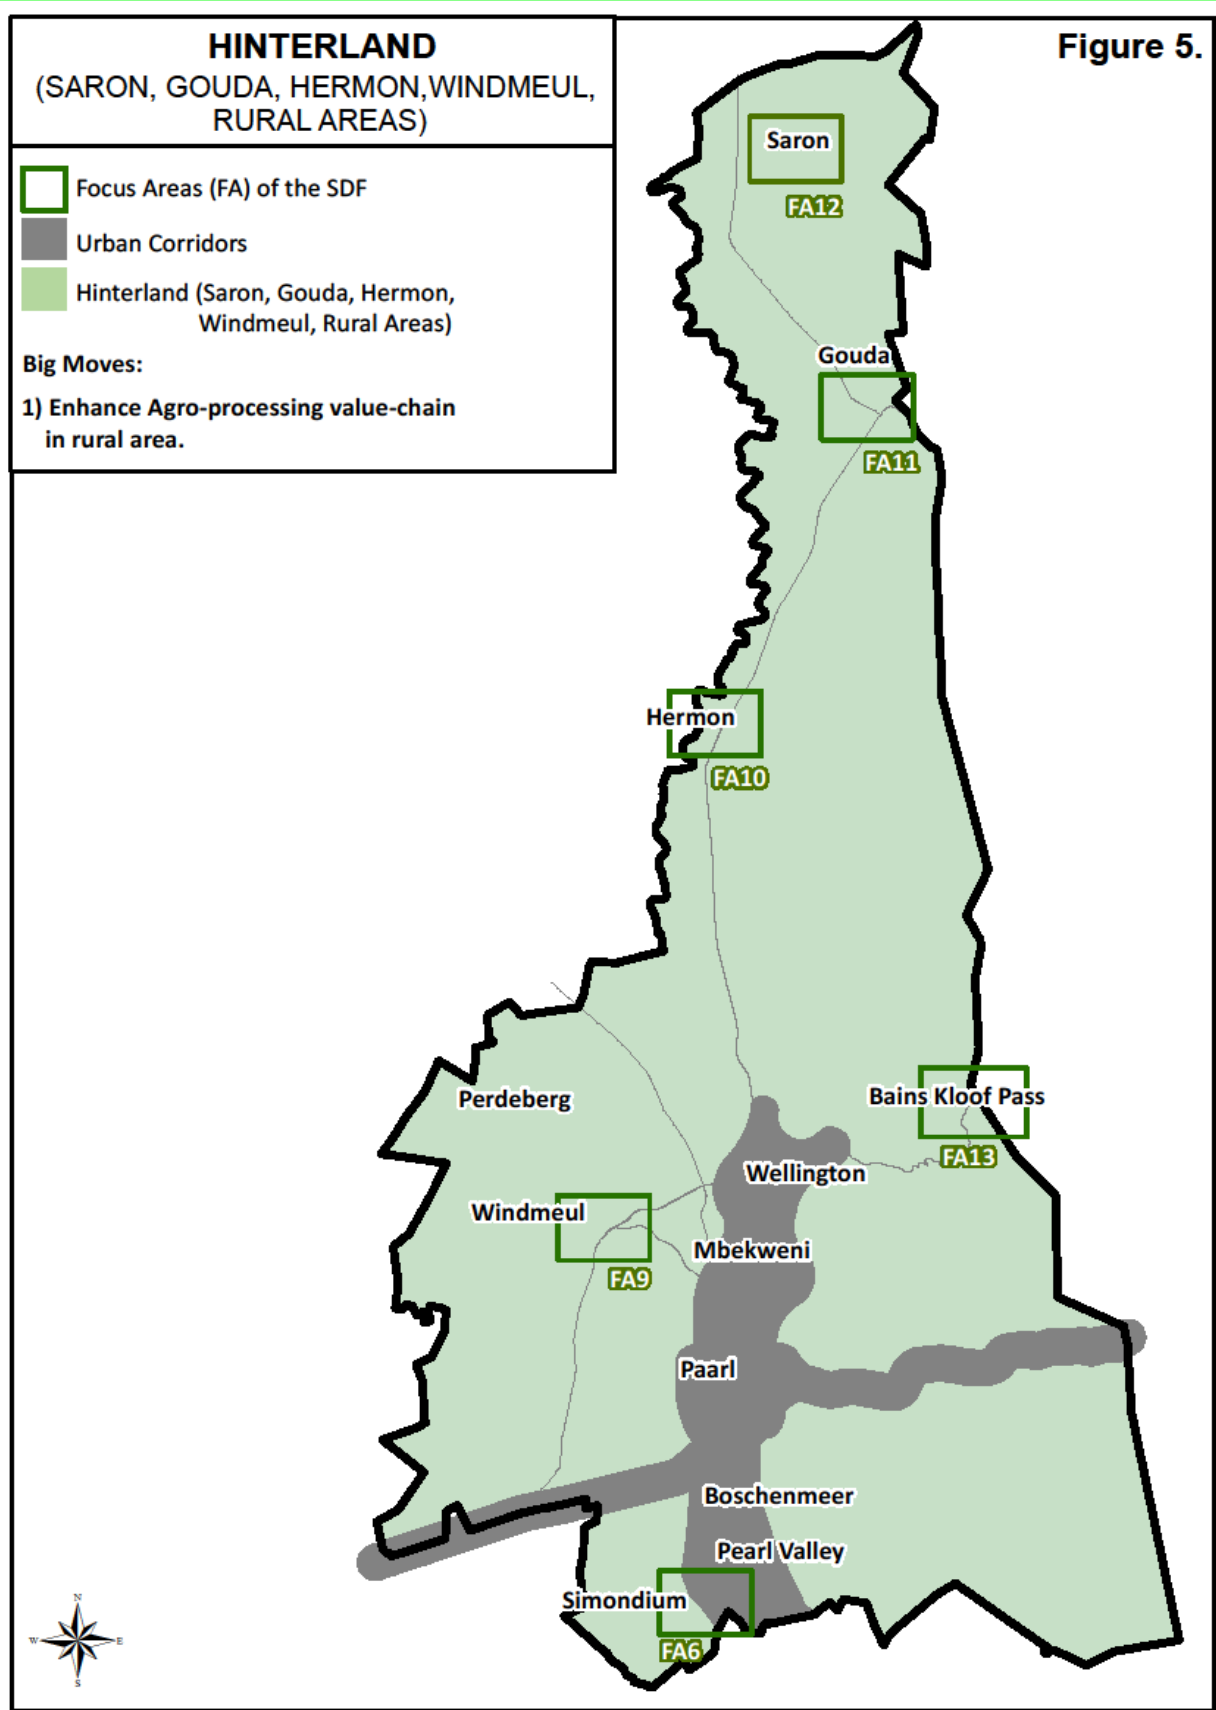 HINTERLAND
(SARON, GOUDA, HERMON,WINDMEUL,
RURAL AREAS)
Figure 5.
Focus Areas (FA) of the SDF
Urban Corridors
Hinterland (Saron, Gouda, Hermon,
Windmeul, Rural Areas)
Big Moves:
1) Enhance Agro-processing value-chain
in rural area.
Saron
FA12
Gouda
FA11
Hermon
FA10
Perdeberg
Bains Kloof Pass
FA13
Wellington
Windmeul
Mbekweni
FA9
Paarl
Boschenmeer
Pearl Valley
Simondium
FA6
N
W
E
S